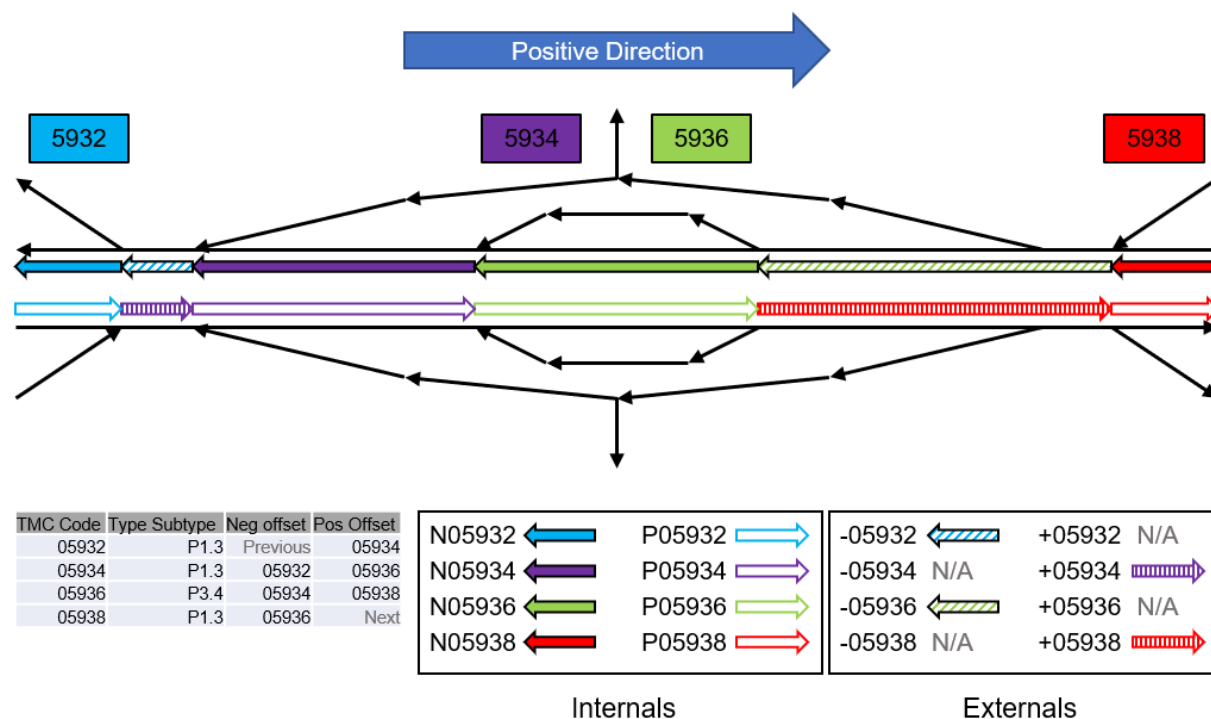 Positive Direction
5932
5934
5936
5938
TMC Code Type Subtype Neg offset Pos Offset
05932 P1.3 Previous 05934
05934 P1.3 05932 05936
05936 P3.4 05934 05938
05938 P1.3 05936 Next
N05932 P05932
N05934 P05934
N05936 P05936
N05938 P05938
Internals
-05932 +05932 N/A
-05934 N/A +05934
-05936 +05936 N/A
-05938 N/A +05938
Externals